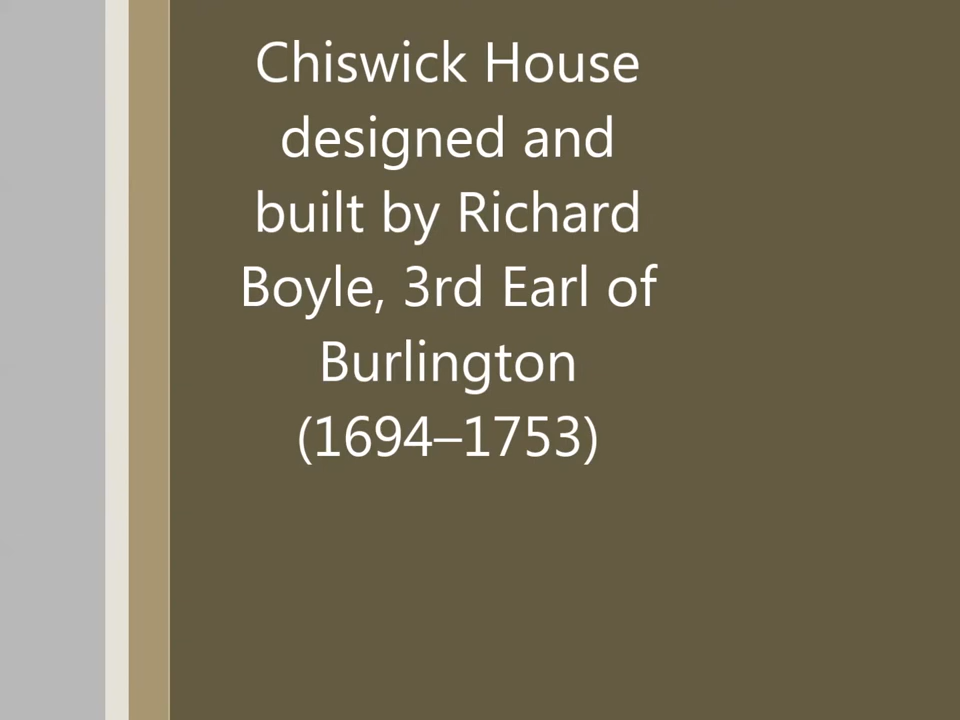 Chiswick House
designed and
built by Richard
Boyle, 3rd Earl of
Burlington
(1694–1753)